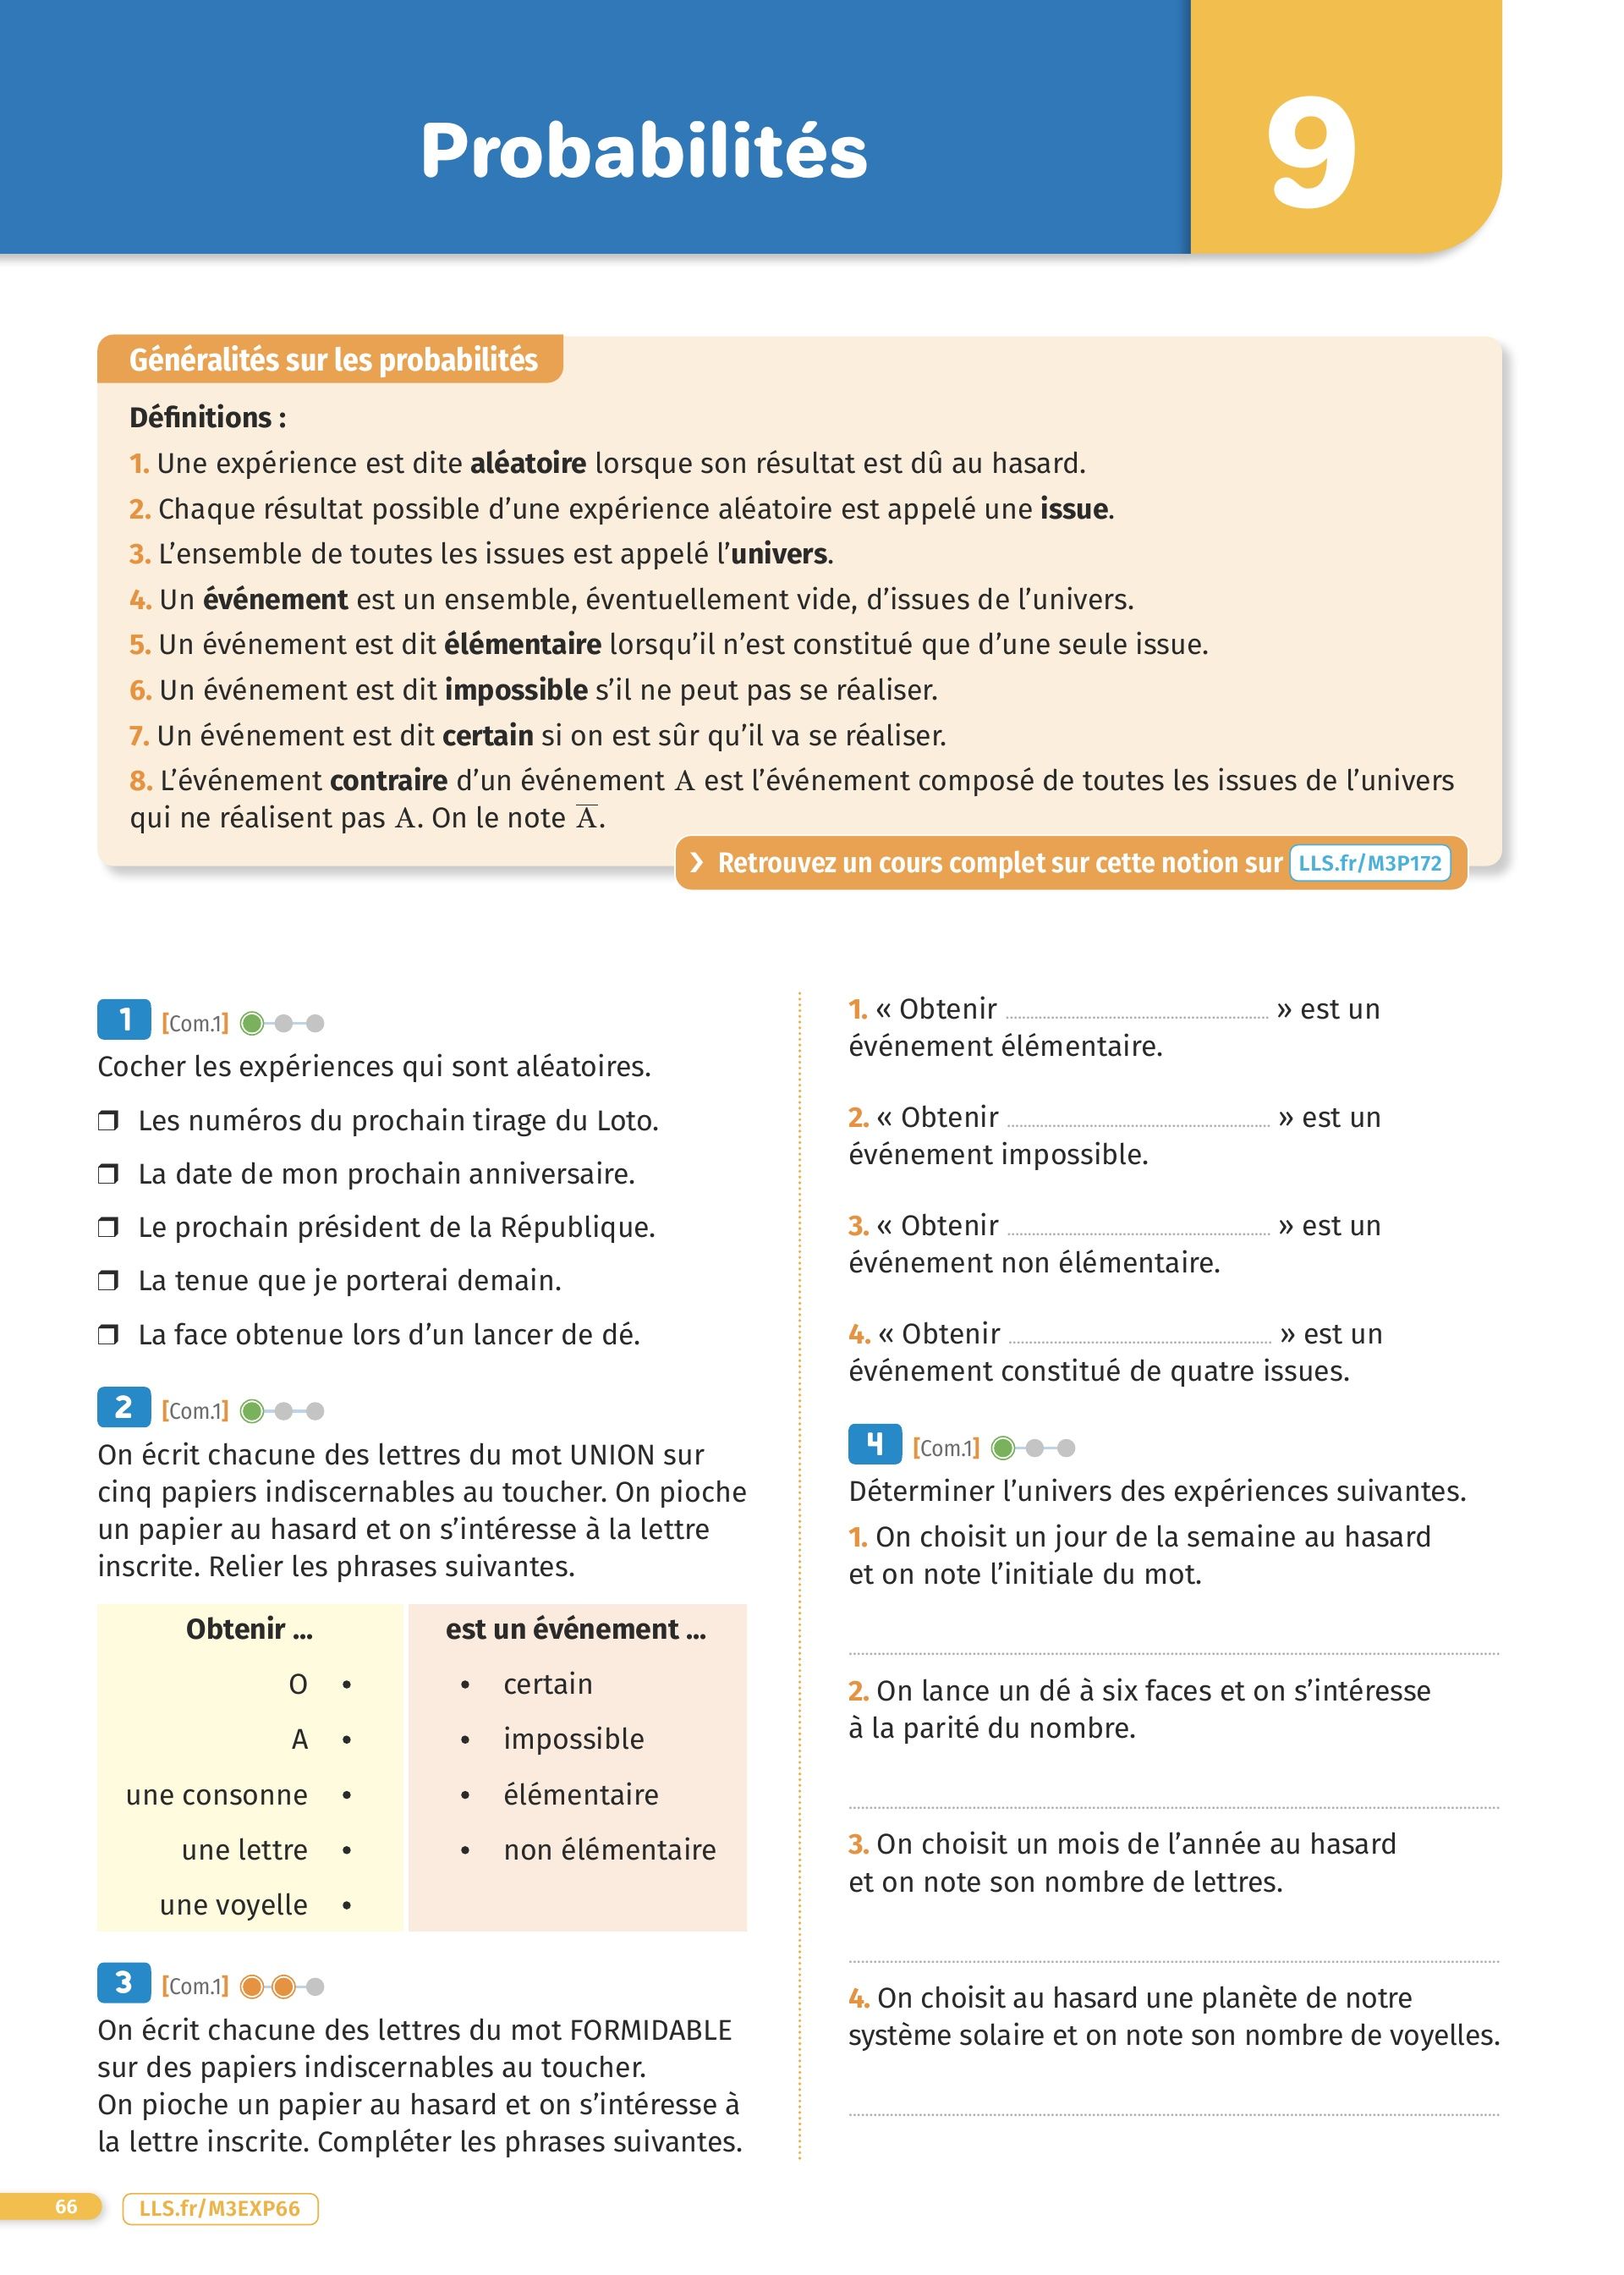 Probabilités
9
Généralités sur les probabilités
Définitions :
1. Une expérience est dite aléatoire lorsque son résultat est dû au hasard.
2. Chaque résultat possible d’une expérience aléatoire est appelé une issue.
3. L’ensemble de toutes les issues est appelé l’univers.
4. Un événement est un ensemble, éventuellement vide, d’issues de l’univers.
5. Un événement est dit élémentaire lorsqu’il n’est constitué que d’une seule issue.
6. Un événement est dit impossible s’il ne peut pas se réaliser.
7. Un événement est dit certain si on est sûr qu’il va se réaliser.
8. L’événement contraire d’un événement A est l’événement composé de toutes les issues de l’univers
qui ne réalisent pas A. On le note A̅.
❯ Retrouvez un cours complet sur cette notion sur LLS.fr/M3P172
1 [Com.1]
Cocher les expériences qui sont aléatoires.
❒ Les numéros du prochain tirage du Loto.
❒ La date de mon prochain anniversaire.
❒ Le prochain président de la République.
❒ La tenue que je porterai demain.
❒ La face obtenue lors d’un lancer de dé.
2 [Com.1]
On écrit chacune des lettres du mot UNION sur
cinq papiers indiscernables au toucher. On pioche
un papier au hasard et on s’intéresse à la lettre
inscrite. Relier les phrases suivantes.
Obtenir ... est un événement ...
O • • certain
A • • impossible
une consonne • • élémentaire
une lettre • • non élémentaire
une voyelle •
3 [Com.1]
On écrit chacune des lettres du mot FORMIDABLE
sur des papiers indiscernables au toucher.
On pioche un papier au hasard et on s’intéresse à
la lettre inscrite. Compléter les phrases suivantes.
1. « Obtenir .......... » est un
événement élémentaire.
2. « Obtenir .......... » est un
événement impossible.
3. « Obtenir .......... » est un
événement non élémentaire.
4. « Obtenir .......... » est un
événement constitué de quatre issues.
4 [Com.1]
Déterminer l’univers des expériences suivantes.
1. On choisit un jour de la semaine au hasard
et on note l’initiale du mot.
2. On lance un dé à six faces et on s’intéresse
à la parité du nombre.
3. On choisit un mois de l’année au hasard
et on note son nombre de lettres.
4. On choisit au hasard une planète de notre
système solaire et on note son nombre de voyelles.
66 LLS.fr/M3EXP66